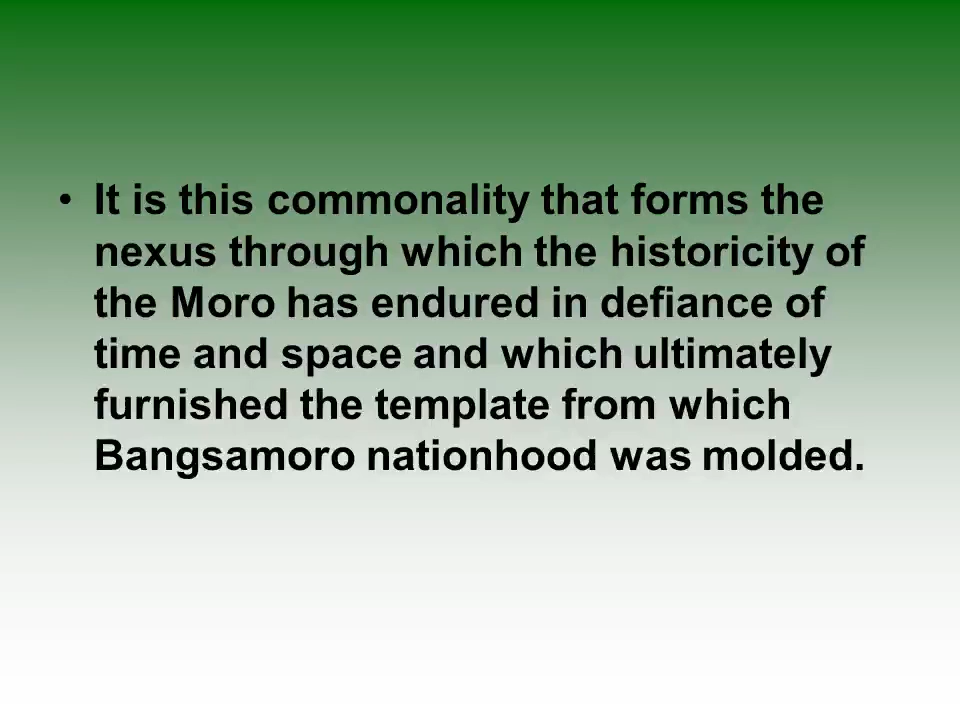 • It is this commonality that forms the
nexus through which the historicity of
the Moro has endured in defiance of
time and space and which ultimately
furnished the template from which
Bangsamoro nationhood was molded.